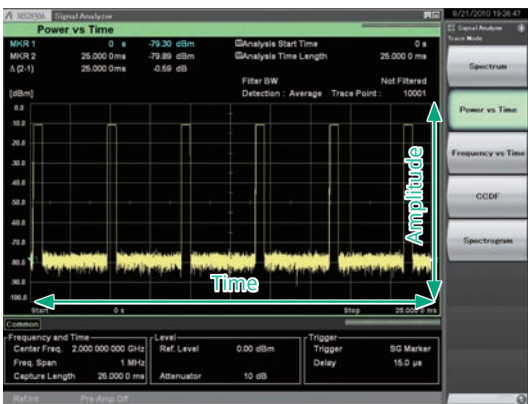 MS2830A Signal Analyzer
9/21/2010 19:26:47
Power vs Time
Signal Analyzer
Trace Mode
MKR 1 0 s -79.30 dBm Analysis Start Time 0 s
MKR 2 25.000 0ms -79.89 dBm Analysis Time Length 25.000 0 ms
Δ (2-1) 25.000 0ms -0.59 dB
Filter BW Not Filtered
[dBm] Detection : Average Trace Point : 10001
0.0
-10.0
-20.0
-30.0
-40.0
-50.0
-60.0
-70.0
-80.0
-90.0
-100.0
Amplitude
Time
Start 0 s Stop 25.000 0 ms
Spectrum
Power vs Time
Frequency vs Time
CCDF
Spectrogram
Common
Frequency and Time Level Trigger
Center Freq. 2.000 000 000 GHz Ref. Level 0.00 dBm Trigger SG Marker
Freq. Span 1 MHz Delay 15.0 µs
Capture Length 25.000 0 ms Attenuator 10 dB
Ref.Int Pre-Amp Off